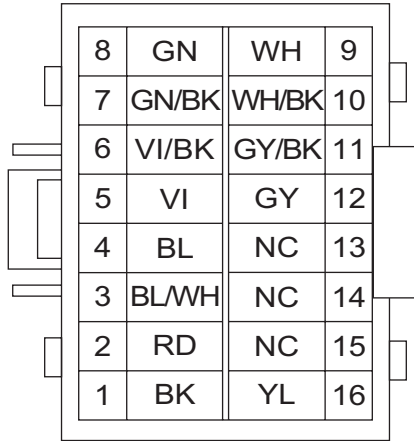 8 GN WH 9
7 GN/BK WH/BK 10
6 VI/BK GY/BK 11
5 VI GY 12
4 BL NC 13
3 BL/WH NC 14
2 RD NC 15
1 BK YL 16